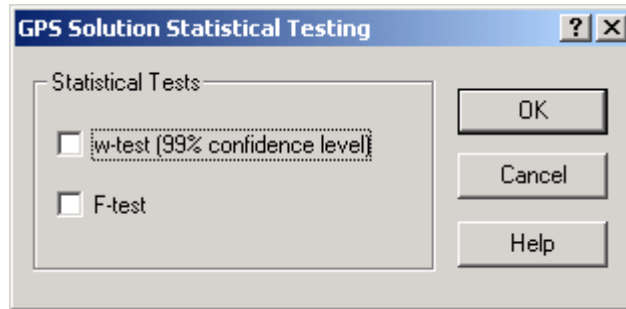 GPS Solution Statistical Testing
Statistical Tests
w-test (99% confidence level)
F-test
OK
Cancel
Help